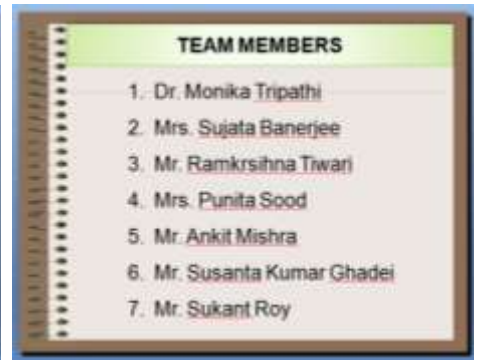 TEAM MEMBERS
1. Dr. Monika Tripathi
2. Mrs. Sujata Banerjee
3. Mr. Ramkrsihna Tiwari
4. Mrs. Punita Sood
5. Mr. Ankit Mishra
6. Mr. Susanta Kumar Ghadei
7. Mr. Sukant Roy